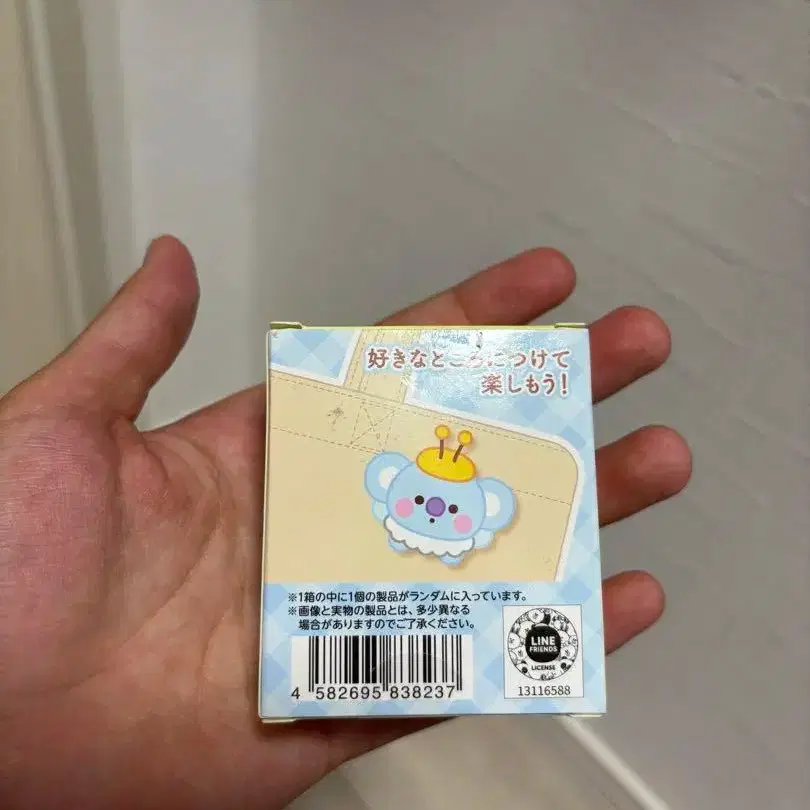 好きなところにつけて
楽しもう!
※1箱の中に1個の製品がランダムに入っています。
※画像と実物の製品とは、多少異なる
場合がありますのでご了承ください。
4 582695 838237
LINE
FRIENDS
LICENSE
13116588